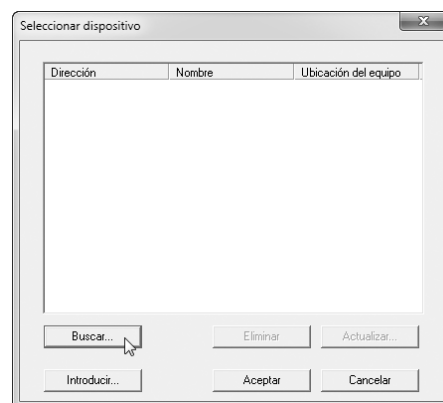 Seleccionar dispositivo
Dirección Nombre Ubicación del equipo
Buscar... Eliminar Actualizar...
Introducir... Aceptar Cancelar